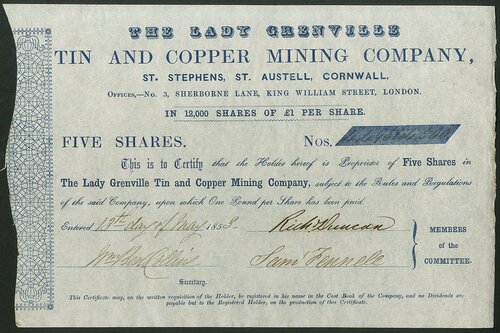 THE LADY GRENVILLE
TIN AND COPPER MINING COMPANY,
ST. STEPHENS, ST. AUSTELL, CORNWALL,
OFFICES,—No. 3, SHERBORNE LANE, KING WILLIAM STREET, LONDON.
IN 12,000 SHARES OF £1 PER SHARE.
FIVE SHARES. Nos.
This is to Certify that the Holder hereof is Proprietor of Five Shares in
The Lady Grenville Tin and Copper Mining Company, subject to the Rules and Regulations
of the said Company, upon which One Pound per Share has been paid
Entered 13th day of May 1853. Richd Duncan
MEMBERS
of the
COMMITTEE.
Saml Fennell
Secretary.
This Certificate may, on the written requisition of the Holder, be registered in his name in the Cost Book of the Company, and no Dividends are
payable but to the Registered Holder, on the production of this Certificate.